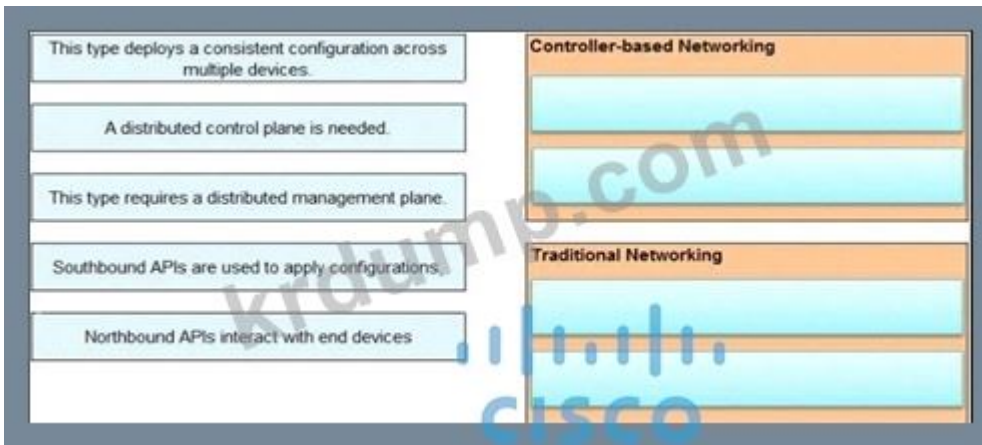 This type deploys a consistent configuration across
multiple devices.
A distributed control plane is needed.
This type requires a distributed management plane.
Southbound APIs are used to apply configurations.
Northbound APIs interact with end devices
Controller-based Networking
Traditional Networking
krdump.com
CISCO